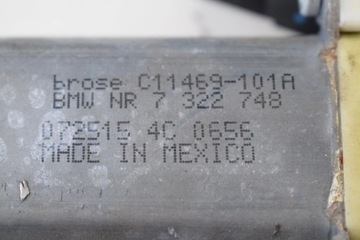 brose C11469-101A
BMW NR 7 322 748
072515 4C 0656
MADE IN MEXICO